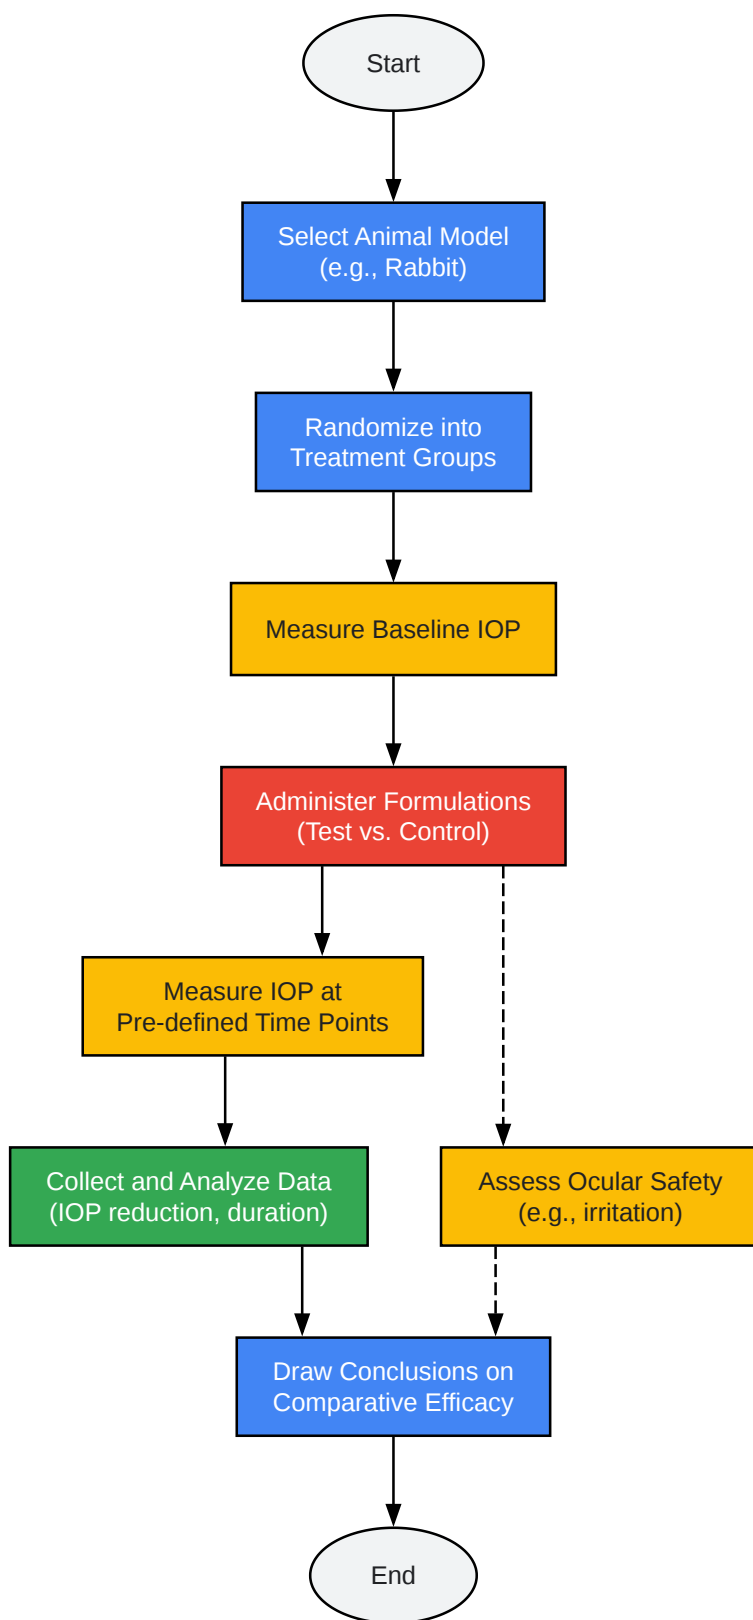 Start
Select Animal Model
(e.g., Rabbit)
Randomize into
Treatment Groups
Measure Baseline IOP
Administer Formulations
(Test vs. Control)
Measure IOP at
Pre-defined Time Points
Collect and Analyze Data
(IOP reduction, duration)
Assess Ocular Safety
(e.g., irritation)
Draw Conclusions on
Comparative Efficacy
End